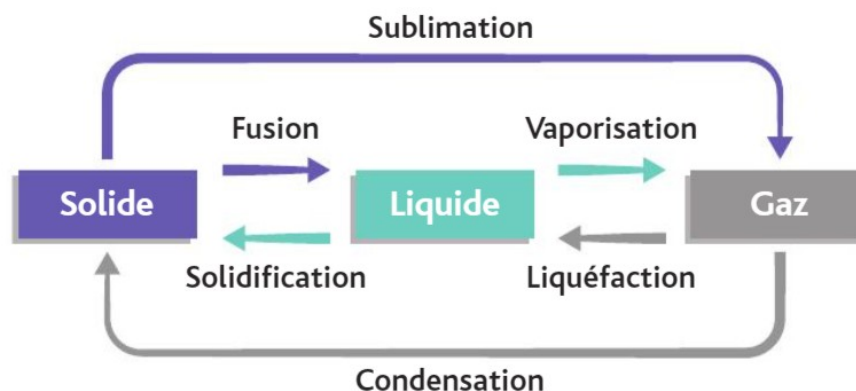 Sublimation
Fusion
Vaporisation
Solide
Liquide
Gaz
Solidification
Liquéfaction
Condensation